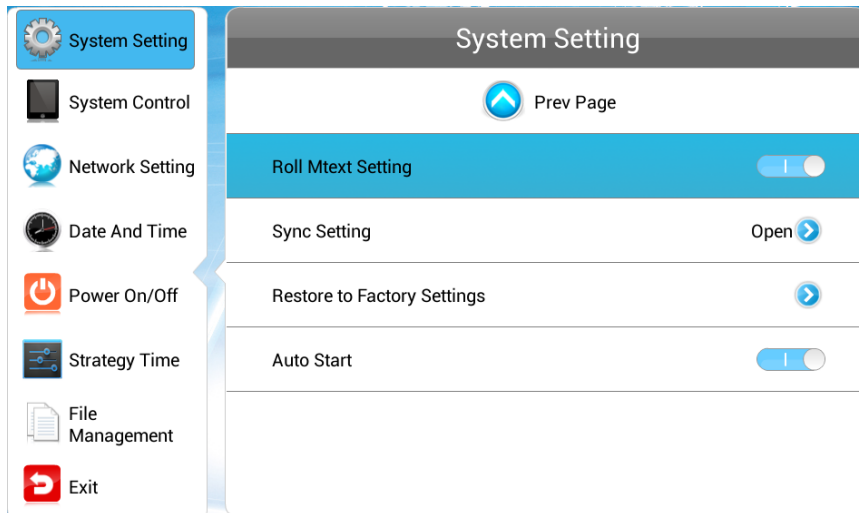 System Setting
System Control
Network Setting
Date And Time
Power On/Off
Strategy Time
File
Management
Exit
System Setting
Prev Page
Roll Mtext Setting
Sync Setting Open
Restore to Factory Settings
Auto Start